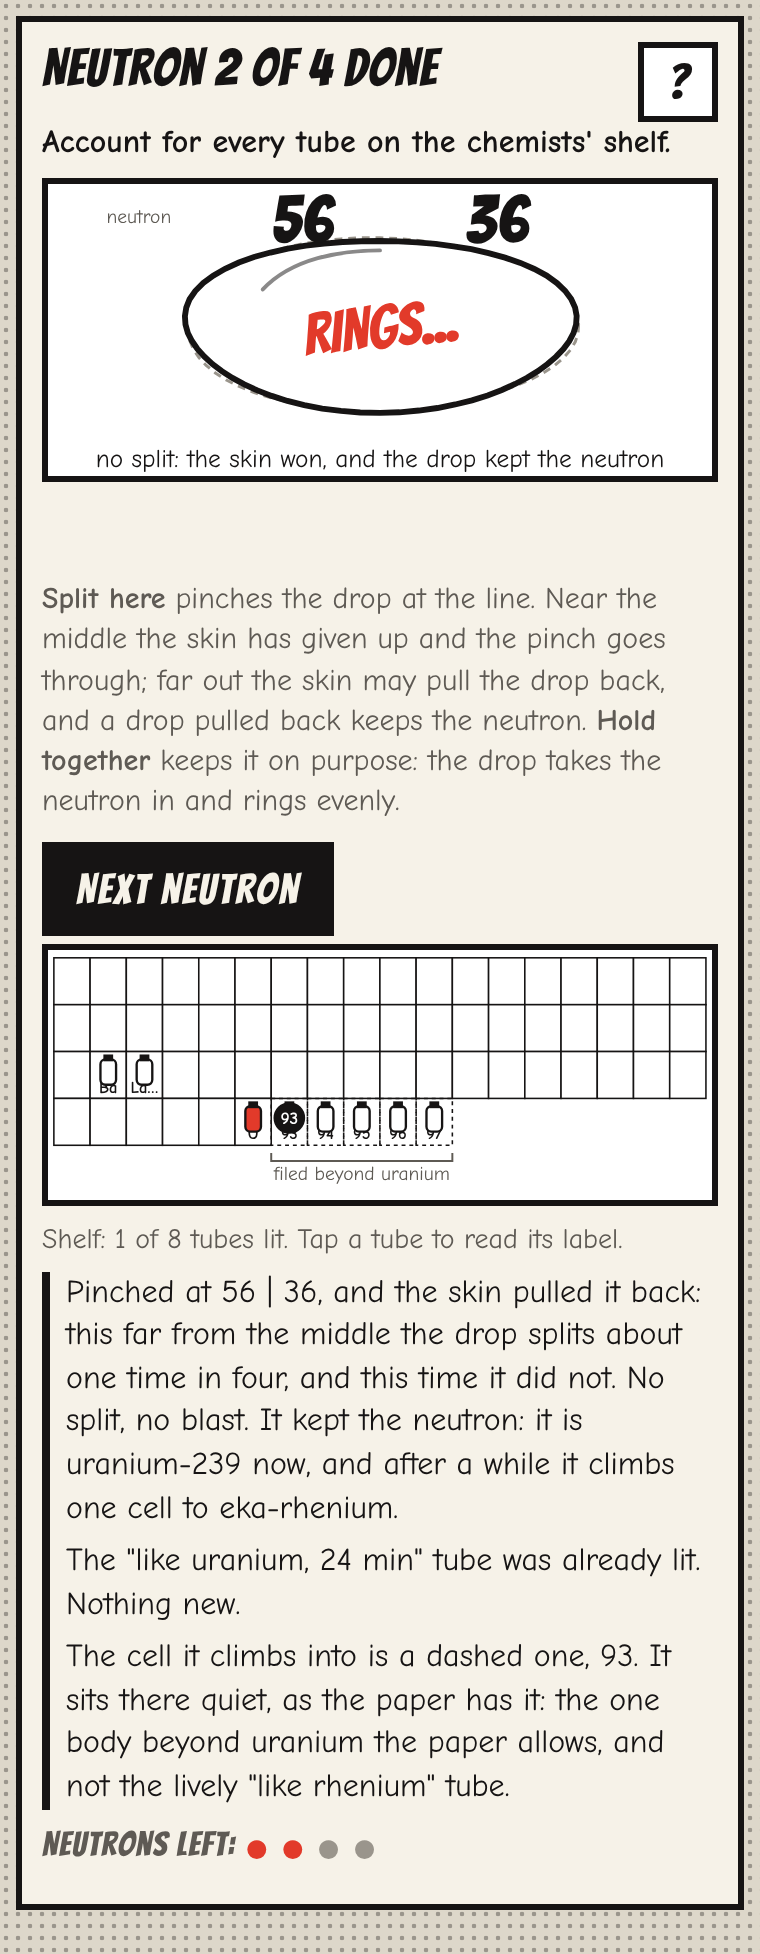 NEUTRON 2 OF 4 DONE
?
Account for every tube on the chemists' shelf.
neutron
56
36
RINGS...
no split: the skin won, and the drop kept the neutron
Split here pinches the drop at the line. Near the
middle the skin has given up and the pinch goes
through; far out the skin may pull the drop back,
and a drop pulled back keeps the neutron. Hold
together keeps it on purpose: the drop takes the
neutron in and rings evenly.
NEXT NEUTRON
Ba La...
93
U 93 94 95 96 97
filed beyond uranium
Shelf: 1 of 8 tubes lit. Tap a tube to read its label.
Pinched at 56 | 36, and the skin pulled it back:
this far from the middle the drop splits about
one time in four, and this time it did not. No
split, no blast. It kept the neutron: it is
uranium-239 now, and after a while it climbs
one cell to eka-rhenium.
The "like uranium, 24 min" tube was already lit.
Nothing new.
The cell it climbs into is a dashed one, 93. It
sits there quiet, as the paper has it: the one
body beyond uranium the paper allows, and
not the lively "like rhenium" tube.
NEUTRONS LEFT: